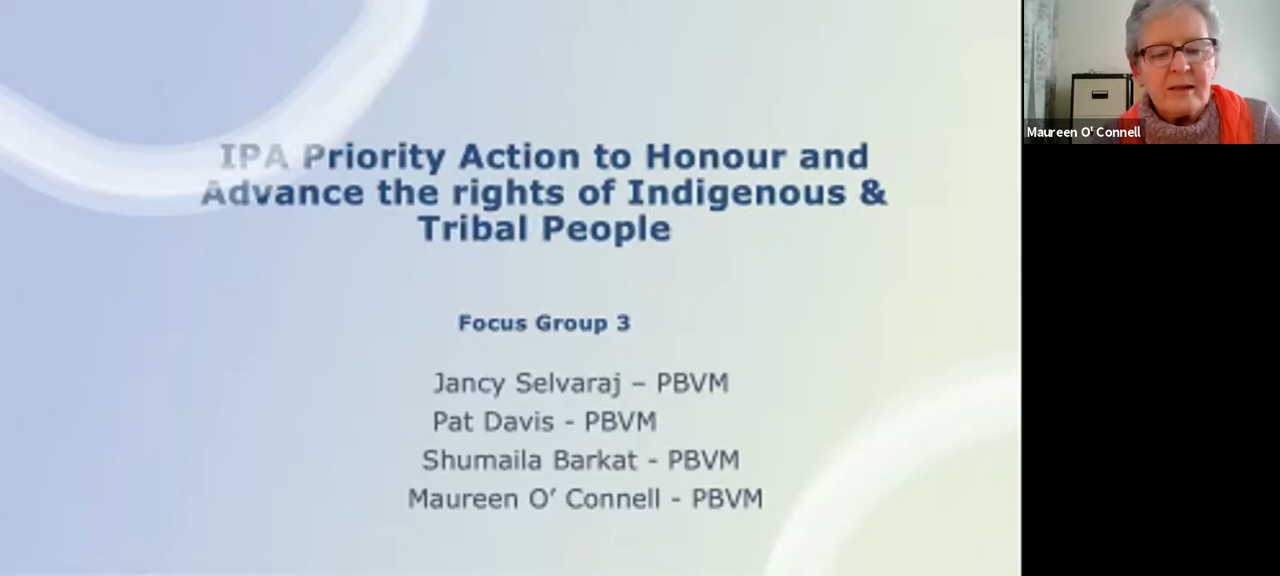 IPA Priority Action to Honour and
Advance the rights of Indigenous &
Tribal People
Focus Group 3
Jancy Selvaraj – PBVM
Pat Davis - PBVM
Shumaila Barkat - PBVM
Maureen O’ Connell - PBVM
Maureen O' Connell